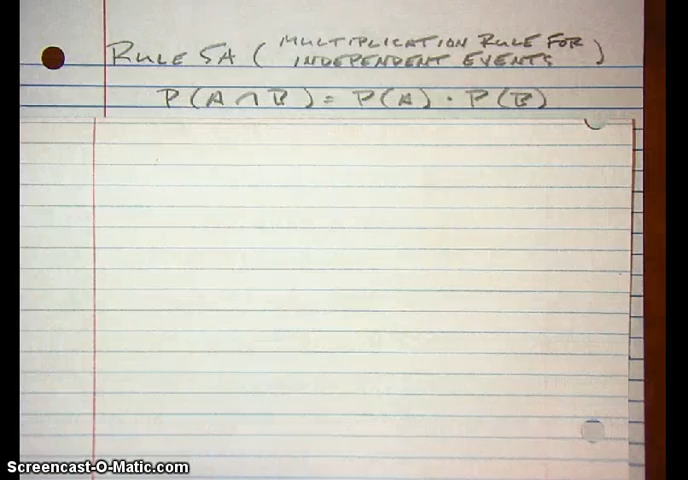 RULE 5A (MULTIPLICATION RULE FOR
INDEPENDENT EVENTS)
P(A ∩ B) = P(A) · P(B)
Screencast-O-Matic.com